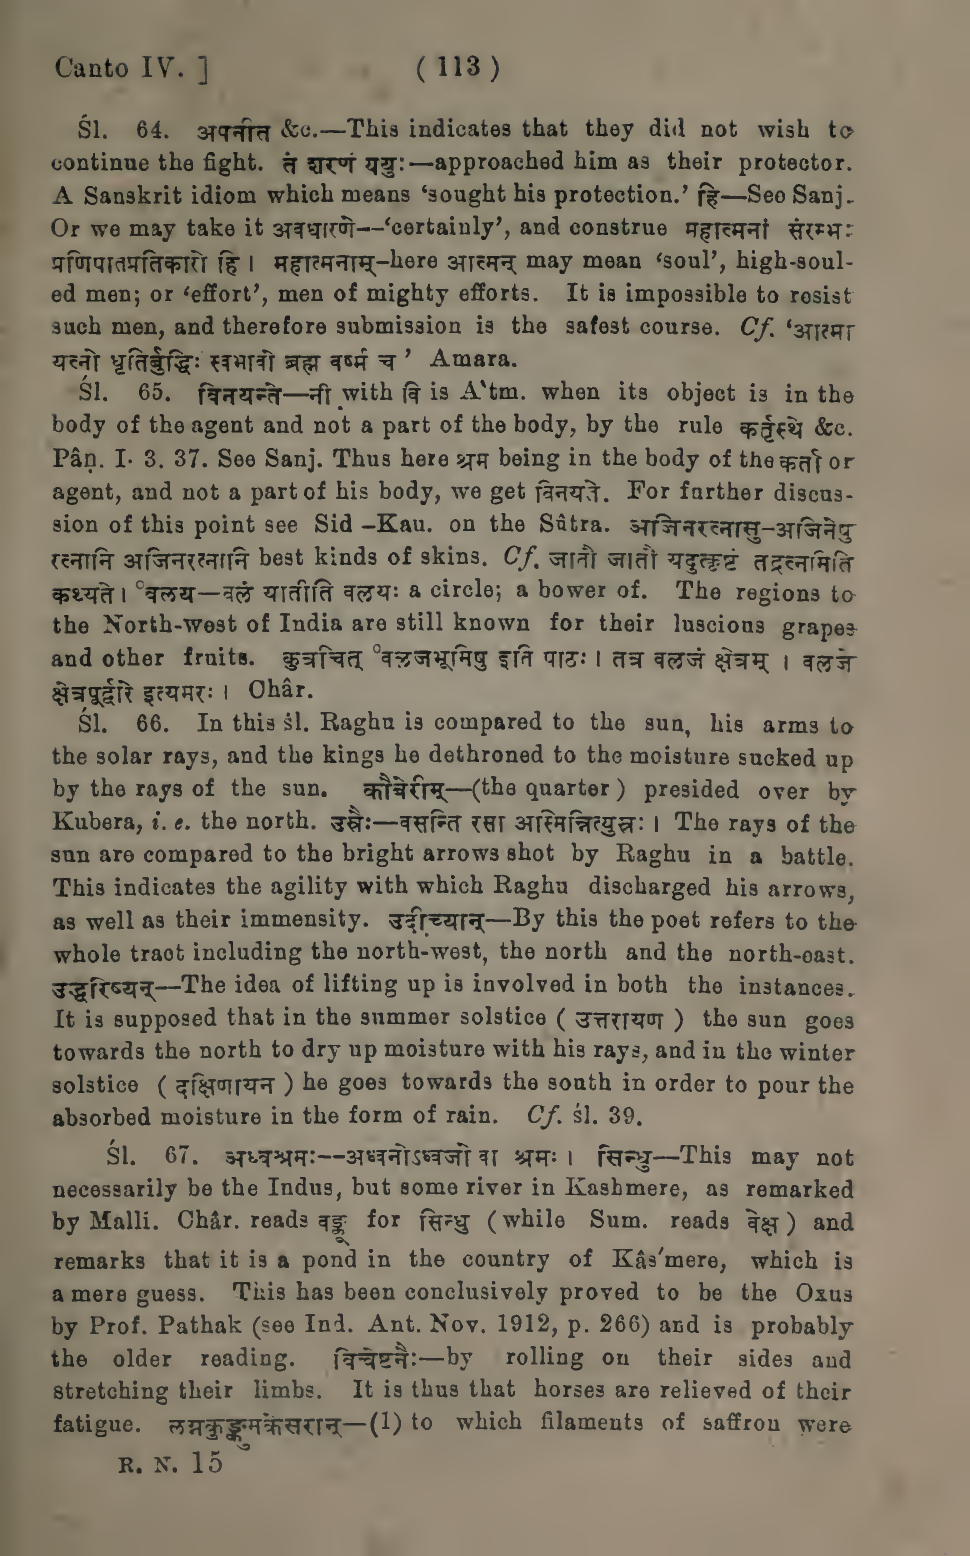 Canto IV. ] ( 113 )
Śl. 64. अपनीत &c.—This indicates that they did not wish to
continue the fight. तं शरणं ययुः—approached him as their protector.
A Sanskrit idiom which means ‘sought his protection.’ हि—See Sanj.
Or we may take it अवधारणे--‘certainly’, and construe महात्मनां संरम्भः
प्रणिपातप्रतिकारो हि । महात्मनाम्-here आत्मन् may mean ‘soul’, high-soul-
ed men; or ‘effort’, men of mighty efforts. It is impossible to resist
such men, and therefore submission is the safest course. Cf. ‘आत्मा
यत्नो धृतिर्बुद्धिः स्वभावो ब्रह्म वर्ष्म च ’ Amara.
Śl. 65. विनयन्ते—नी with वि is A'tm. when its object is in the
body of the agent and not a part of the body, by the rule कर्तृस्थे &c.
Pâṇ. I. 3. 37. See Sanj. Thus here श्रम being in the body of the कर्ता or
agent, and not a part of his body, we get विनयते. For further discus-
sion of this point see Sid -Kau. on the Sûtra. अजिनरत्नासु-अजिनेषु
रत्नानि अजिनरत्नानि best kinds of skins. Cf. जातौ जातौ यदुत्कृष्टं तद्रत्नमिति
कथ्यते । °वलय—वलं यातीति वलयः a circle; a bower of. The regions to
the North-west of India are still known for their luscious grapes
and other fruits. कुत्रचित् °वलजभूमिषु इति पाठः । तत्र वलजं क्षेत्रम् । वलजे
क्षेत्रपूर्द्वारे इत्यमरः । Châr.
Śl. 66. In this śl. Raghu is compared to the sun, his arms to
the solar rays, and the kings he dethroned to the moisture sucked up
by the rays of the sun. कौबेरीम्—(the quarter ) presided over by
Kubera, i. e. the north. उस्रैः—वसन्ति रसा अस्मिन्नित्युस्रः । The rays of the
sun are compared to the bright arrows shot by Raghu in a battle.
This indicates the agility with which Raghu discharged his arrows,
as well as their immensity. उदीच्यान्—By this the poet refers to the
whole tract including the north-west, the north and the north-east.
उद्धरिष्यन्—The idea of lifting up is involved in both the instances.
It is supposed that in the summer solstice ( उत्तरायण ) the sun goes
towards the north to dry up moisture with his rays, and in the winter
solstice ( दक्षिणायन ) he goes towards the south in order to pour the
absorbed moisture in the form of rain. Cf. śl. 39.
Śl. 67. अध्वश्रमः--अध्वनोऽध्वजो वा श्रमः । सिन्धु—This may not
necessarily be the Indus, but some river in Kashmere, as remarked
by Malli. Châr. reads वङ्क्षू for सिन्धु ( while Sum. reads वेक्ष ) and
remarks that it is a pond in the country of Kâs'mere, which is
a mere guess. This has been conclusively proved to be the Oxus
by Prof. Pathak (see Ind. Ant. Nov. 1912, p. 266) and is probably
the older reading. विचेष्टनैः—by rolling on their sides and
stretching their limbs. It is thus that horses are relieved of their
fatigue. लग्नकुङ्कुमकेसरान्—(1) to which filaments of saffron were
R. N. 15